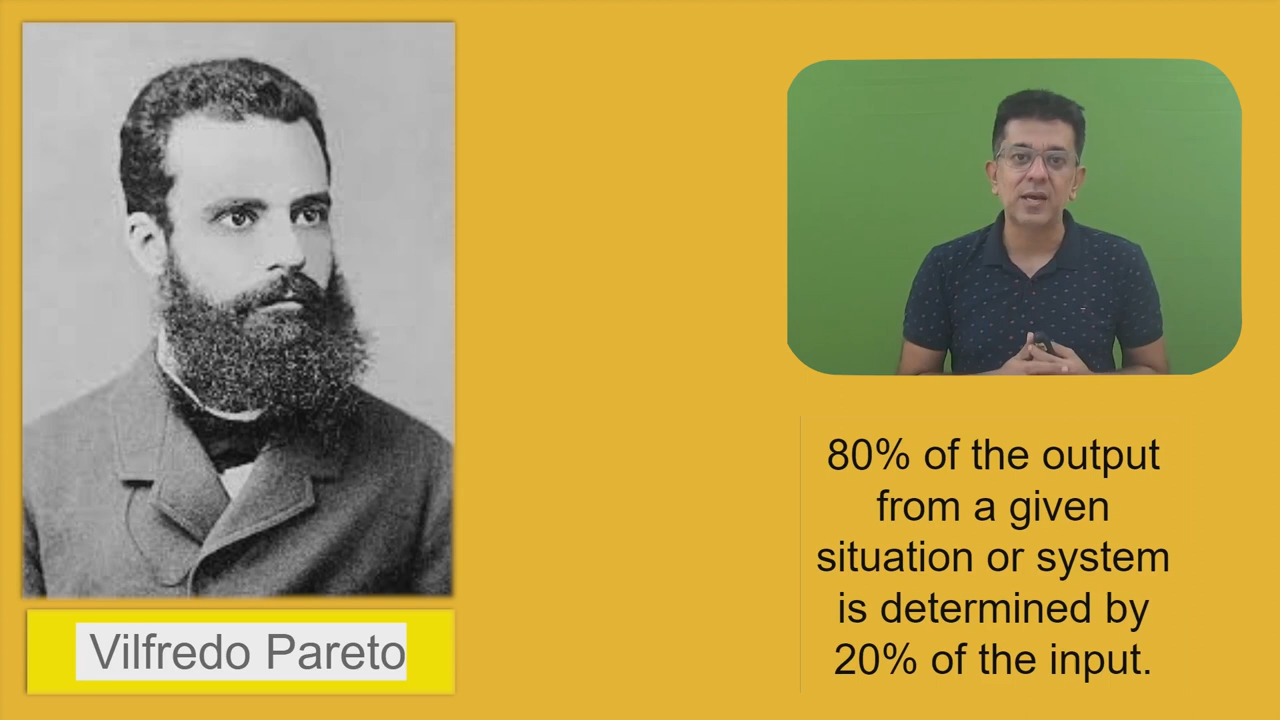 Vilfredo Pareto
80% of the output
from a given
situation or system
is determined by
20% of the input.